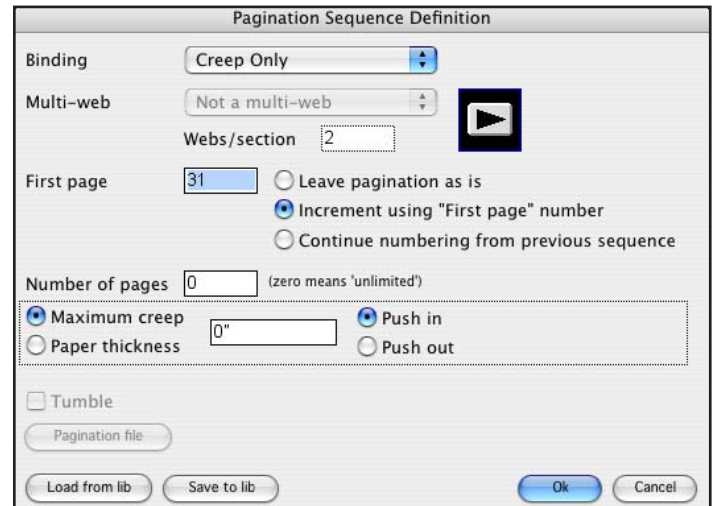 Pagination Sequence Definition
Binding Creep Only
Multi-web Not a multi-web
Webs/section 2
First page 31 Leave pagination as is
Increment using "First page" number
Continue numbering from previous sequence
Number of pages 0 (zero means 'unlimited')
Maximum creep 0" Push in
Paper thickness Push out
Tumble
Pagination file
Load from lib Save to lib Ok Cancel